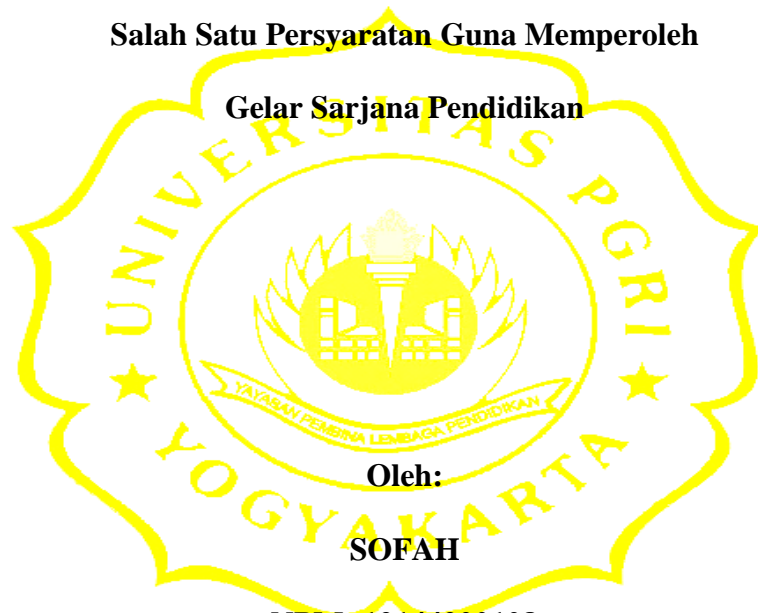 Salah Satu Persyaratan Guna Memperoleh
Gelar Sarjana Pendidikan
UNIVERSITAS PGRI
YAYASAN PEMBINA LEMBAGA PENDIDIKAN
YOGYAKARTA
Oleh:
SOFAH